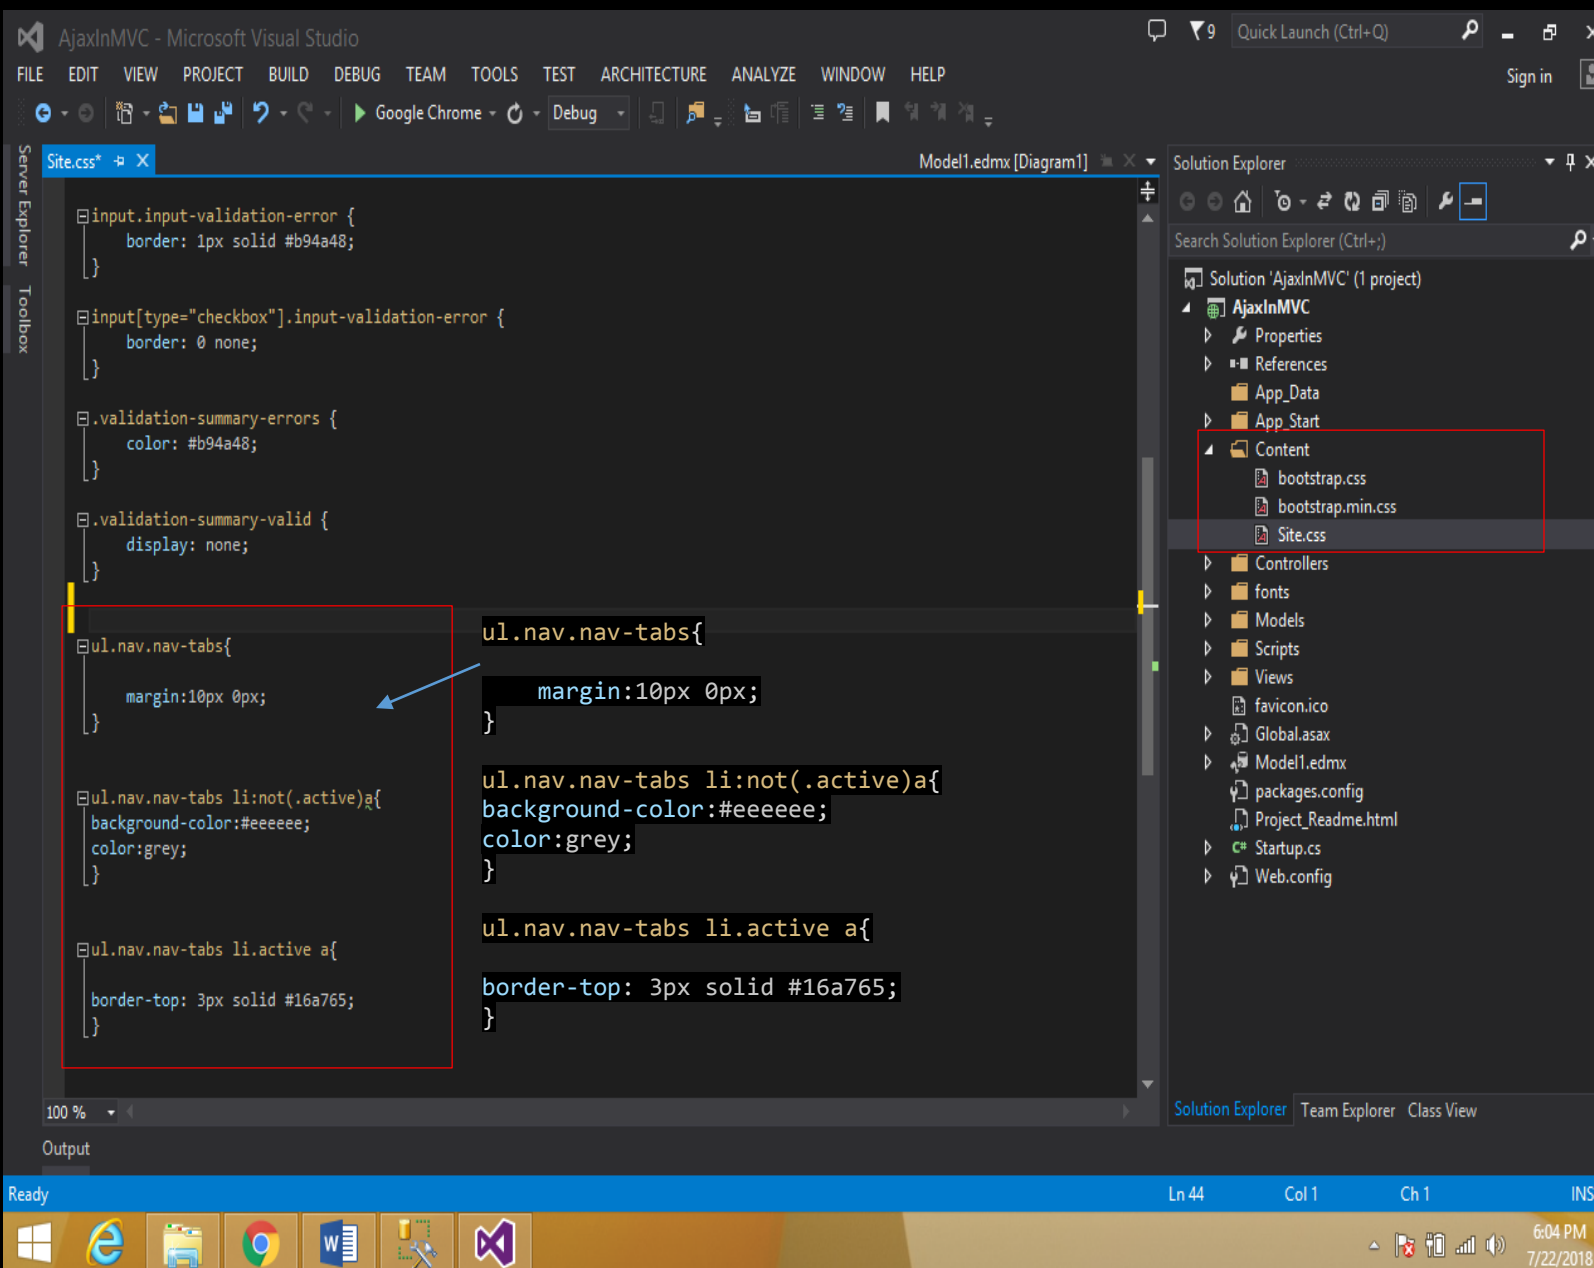 AjaxInMVC - Microsoft Visual Studio
9
Quick Launch (Ctrl+Q)
FILE EDIT VIEW PROJECT BUILD DEBUG TEAM TOOLS TEST ARCHITECTURE ANALYZE WINDOW HELP
Sign in
Google Chrome
Debug
Server Explorer
Toolbox
Site.css*
Model1.edmx [Diagram1]
input.input-validation-error {
border: 1px solid #b94a48;
}
input[type="checkbox"].input-validation-error {
border: 0 none;
}
.validation-summary-errors {
color: #b94a48;
}
.validation-summary-valid {
display: none;
}
ul.nav.nav-tabs{
margin:10px 0px;
}
ul.nav.nav-tabs li:not(.active)a{
background-color:#eeeeee;
color:grey;
}
ul.nav.nav-tabs li.active a{
border-top: 3px solid #16a765;
}
ul.nav.nav-tabs{
margin:10px 0px;
}
ul.nav.nav-tabs li:not(.active)a{
background-color:#eeeeee;
color:grey;
}
ul.nav.nav-tabs li.active a{
border-top: 3px solid #16a765;
}
100 %
Output
Solution Explorer
Search Solution Explorer (Ctrl+;)
Solution 'AjaxInMVC' (1 project)
AjaxInMVC
Properties
References
App_Data
App_Start
Content
bootstrap.css
bootstrap.min.css
Site.css
Controllers
fonts
Models
Scripts
Views
favicon.ico
Global.asax
Model1.edmx
packages.config
Project_Readme.html
C# Startup.cs
Web.config
Solution Explorer Team Explorer Class View
Ready
Ln 44 Col 1 Ch 1 INS
6:04 PM
7/22/2018